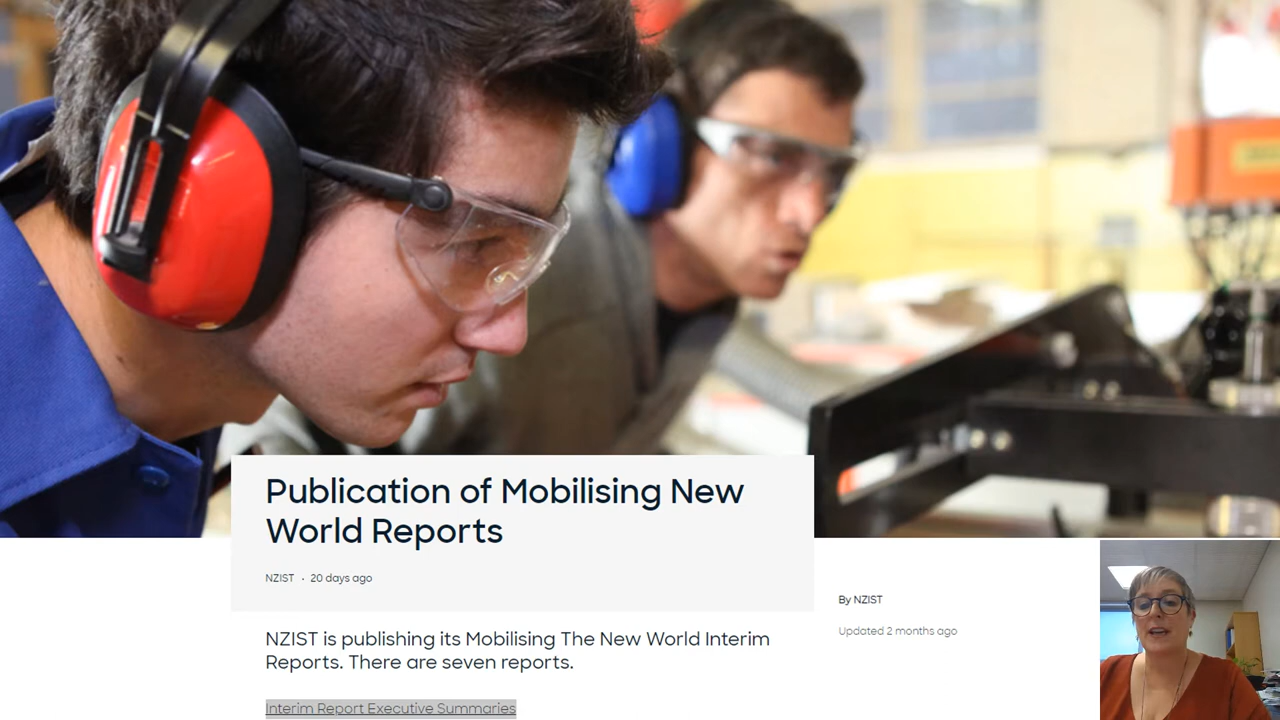 Publication of Mobilising New
World Reports
NZIST · 20 days ago
By NZIST
Updated 2 months ago
NZIST is publishing its Mobilising The New World Interim
Reports. There are seven reports.
Interim Report Executive Summaries